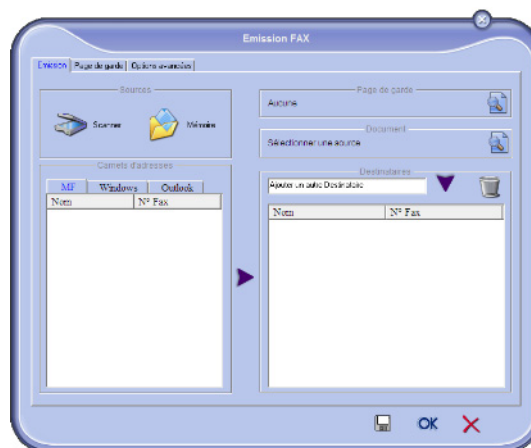 Emission FAX
Emission Page de garde Options avancées
Sources
Scanner Mémoire
Page de garde
Aucune
Document
Sélectionner une source
Carnets d'adresses
MF Windows Outlook
Nom N° Fax
Destinataires
Ajouter un autre Destinataire
Nom N° Fax
OK